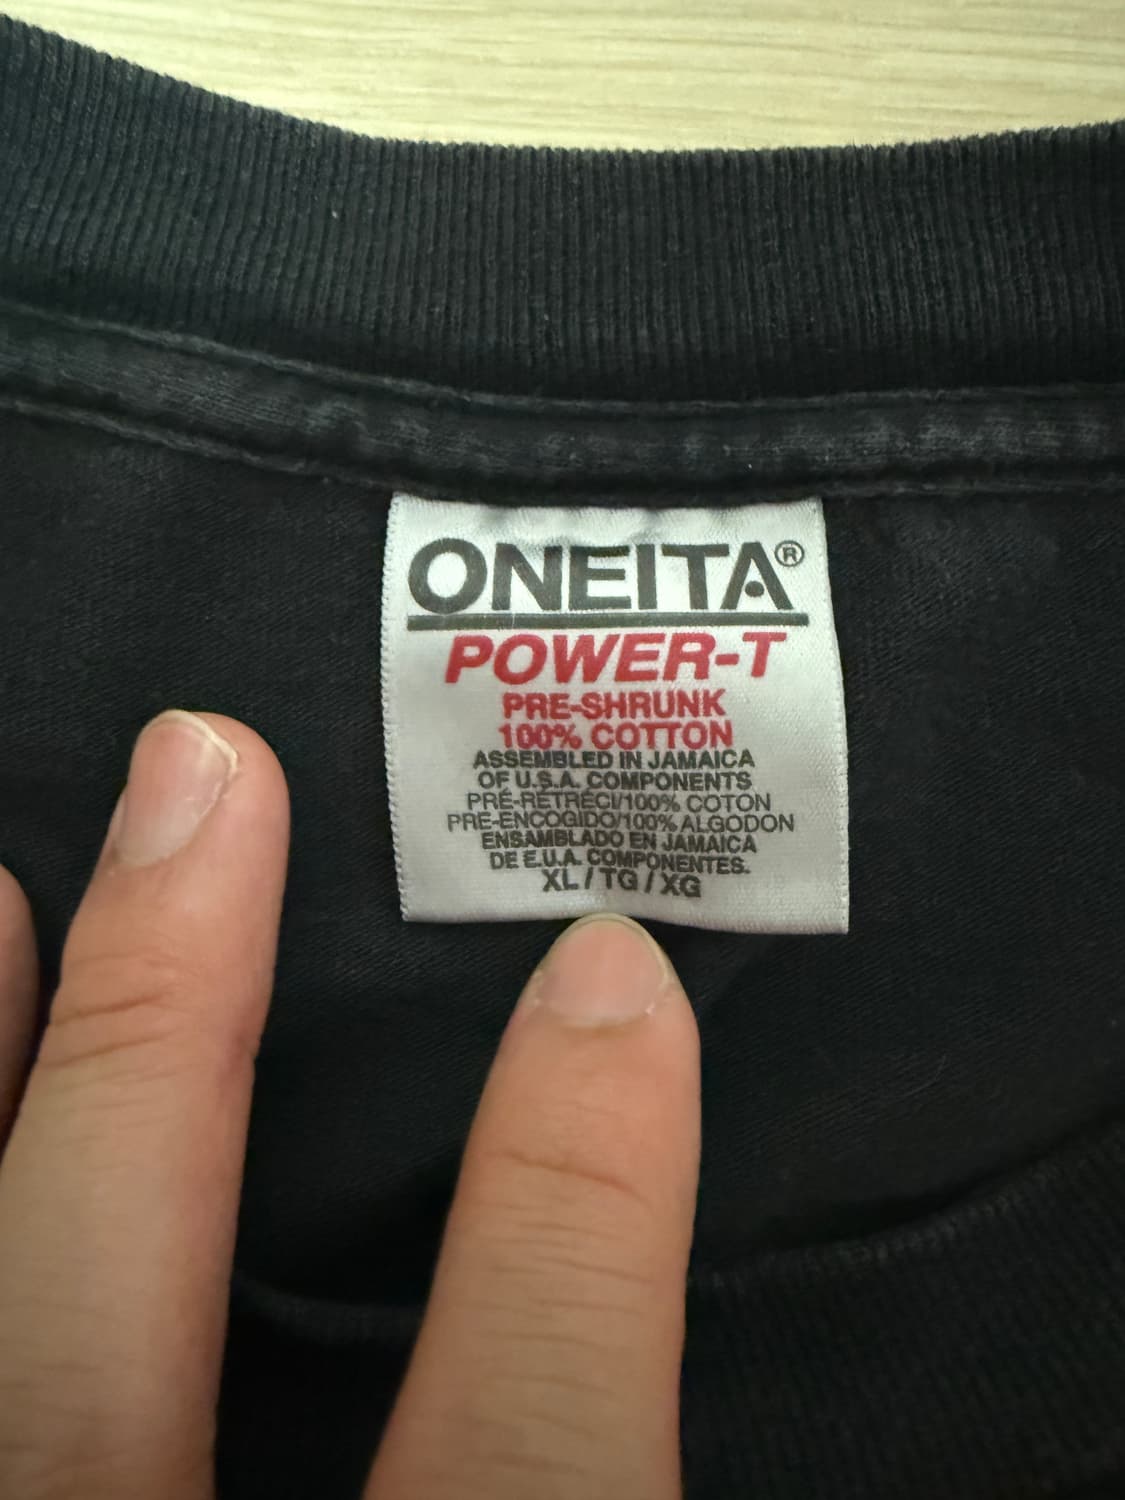 ONEITA®
POWER-T
PRE-SHRUNK
100% COTTON
ASSEMBLED IN JAMAICA
OF U.S.A. COMPONENTS
PRÉ-RÉTRÉCI/100% COTON
PRE-ENCOGIDO/100% ALGODON
ENSAMBLADO EN JAMAICA
DE E.U.A. COMPONENTES.
XL / TG / XG